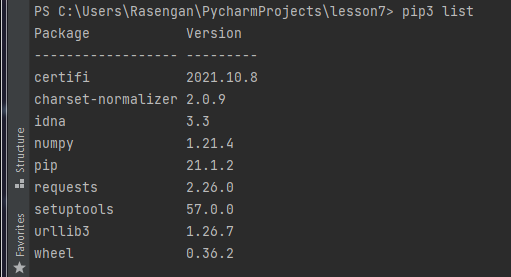 PS C:\Users\Rasengan\PycharmProjects\lesson7> pip3 list
Package            Version
------------------ ---------
certifi            2021.10.8
charset-normalizer 2.0.9
idna               3.3
numpy              1.21.4
pip                21.1.2
requests           2.26.0
setuptools         57.0.0
urllib3            1.26.7
wheel              0.36.2
Structure
Favorites